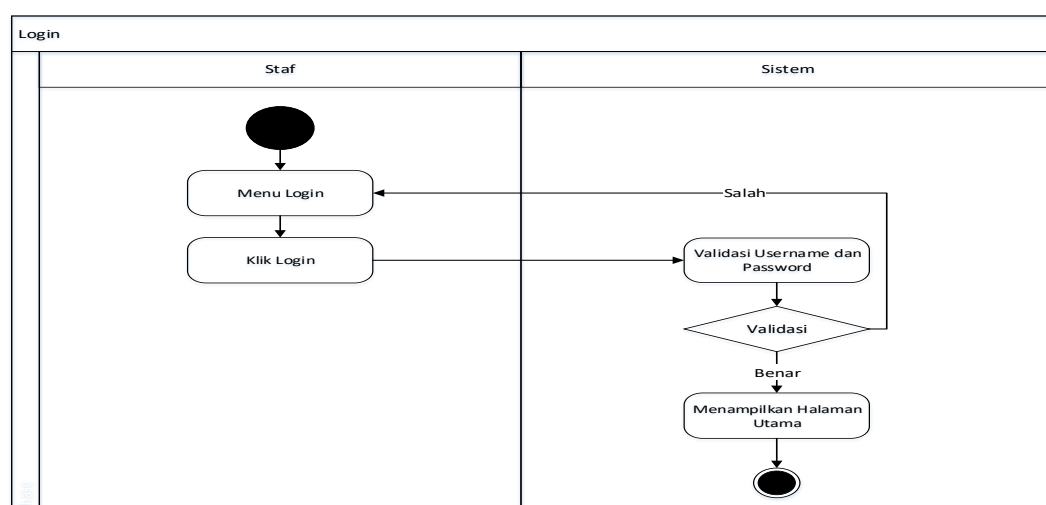 Login
Staf
Sistem
Menu Login
Salah
Klik Login
Validasi Username dan
Password
Validasi
Benar
Menampilkan Halaman
Utama